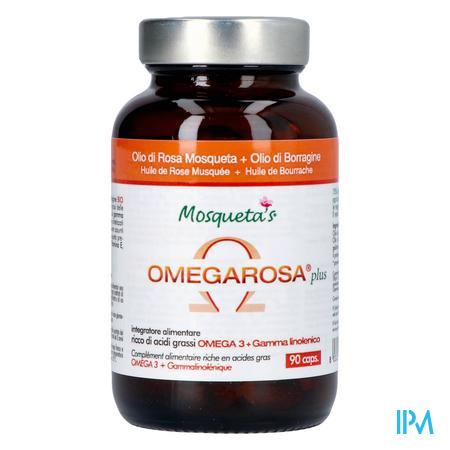 Olio di Rosa Mosqueta + Olio di Borragine
Huile de Rose Musquée + Huile de Bourrache
Mosqueta's
OMEGAROSA® plus
integratore alimentare
ricco di acidi grassi OMEGA 3 + Gamma linolenico
90 caps.
Complément alimentaire riche en acides gras
OMEGA 3 + Gammalinolénique
IPM